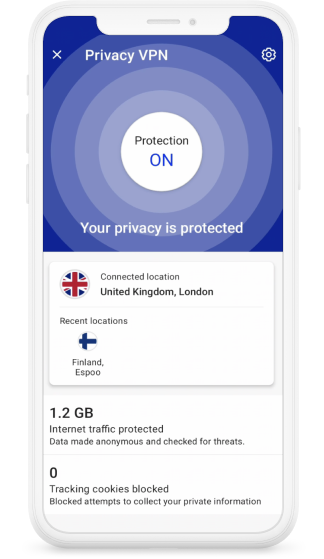 Privacy VPN
Protection
ON
Your privacy is protected
Connected location
United Kingdom, London
Recent locations
Finland,
Espoo
1.2 GB
Internet traffic protected
Data made anonymous and checked for threats.
0
Tracking cookies blocked
Blocked attempts to collect your private information